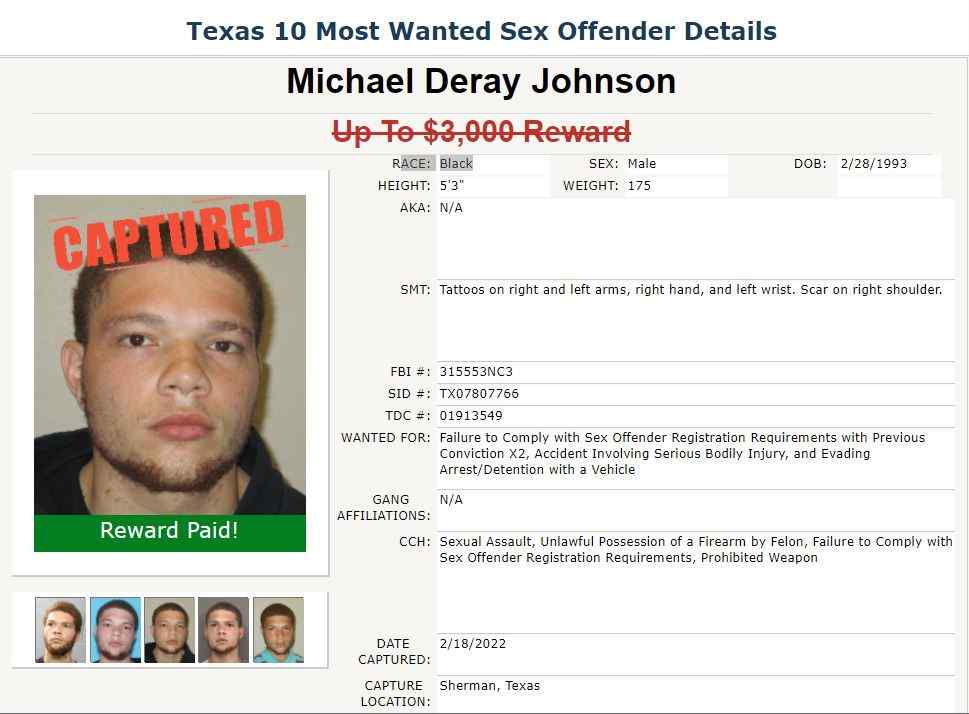 Texas 10 Most Wanted Sex Offender Details
Michael Deray Johnson
Up To $3,000 Reward
RACE: Black SEX: Male DOB: 2/28/1993
HEIGHT: 5'3" WEIGHT: 175
AKA: N/A
CAPTURED
SMT: Tattoos on right and left arms, right hand, and left wrist. Scar on right shoulder.
FBI #: 315553NC3
SID #: TX07807766
TDC #: 01913549
WANTED FOR: Failure to Comply with Sex Offender Registration Requirements with Previous
Conviction X2, Accident Involving Serious Bodily Injury, and Evading
Arrest/Detention with a Vehicle
GANG
AFFILIATIONS: N/A
Reward Paid!
CCH: Sexual Assault, Unlawful Possession of a Firearm by Felon, Failure to Comply with
Sex Offender Registration Requirements, Prohibited Weapon
DATE
CAPTURED: 2/18/2022
CAPTURE
LOCATION: Sherman, Texas